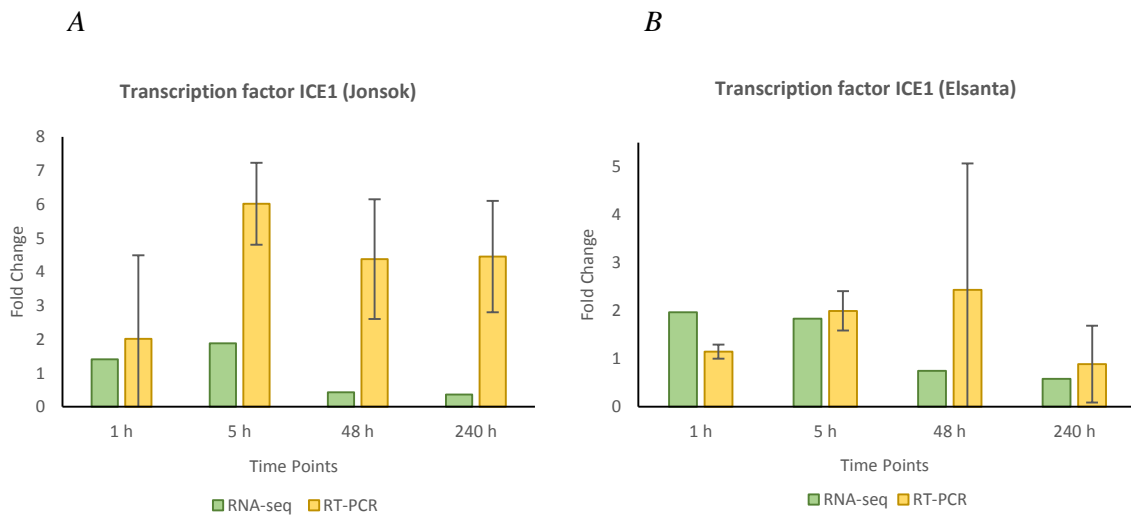 A
Transcription factor ICE1 (Jonsok)
Fold Change
8
7
6
5
4
3
2
1
0
1 h 5 h 48 h 240 h
Time Points
RNA-seq RT-PCR
B
Transcription factor ICE1 (Elsanta)
Fold Change
5
4
3
2
1
0
1 h 5 h 48 h 240 h
Time Points
RNA-seq RT-PCR